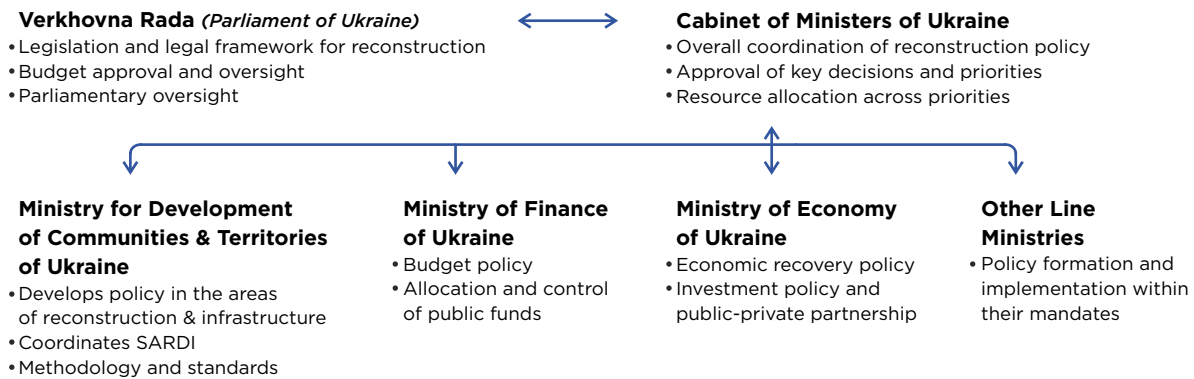 Verkhovna Rada (Parliament of Ukraine)
• Legislation and legal framework for reconstruction
• Budget approval and oversight
• Parliamentary oversight
Cabinet of Ministers of Ukraine
• Overall coordination of reconstruction policy
• Approval of key decisions and priorities
• Resource allocation across priorities
Ministry for Development
of Communities & Territories
of Ukraine
• Develops policy in the areas
of reconstruction & infrastructure
• Coordinates SARDI
• Methodology and standards
Ministry of Finance
of Ukraine
• Budget policy
• Allocation and control
of public funds
Ministry of Economy
of Ukraine
• Economic recovery policy
• Investment policy and
public-private partnership
Other Line
Ministries
• Policy formation and
implementation within
their mandates